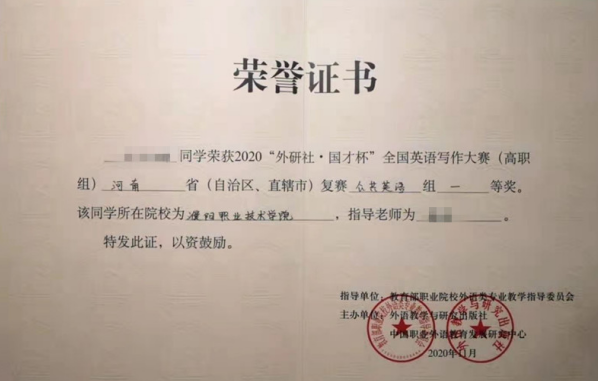 荣誉证书
同学荣获2020“外研社·国才杯”全国英语写作大赛（高职
组）河南省（自治区、直辖市）复赛公共英语组一等奖。
该同学所在院校为濮阳职业技术学院，指导老师为。
特发此证，以资鼓励。
指导单位：教育部职业院校外语类专业教学指导委员会
主办单位：外语教学与研究出版社
中国职业外语教育发展研究中心
2020年11月